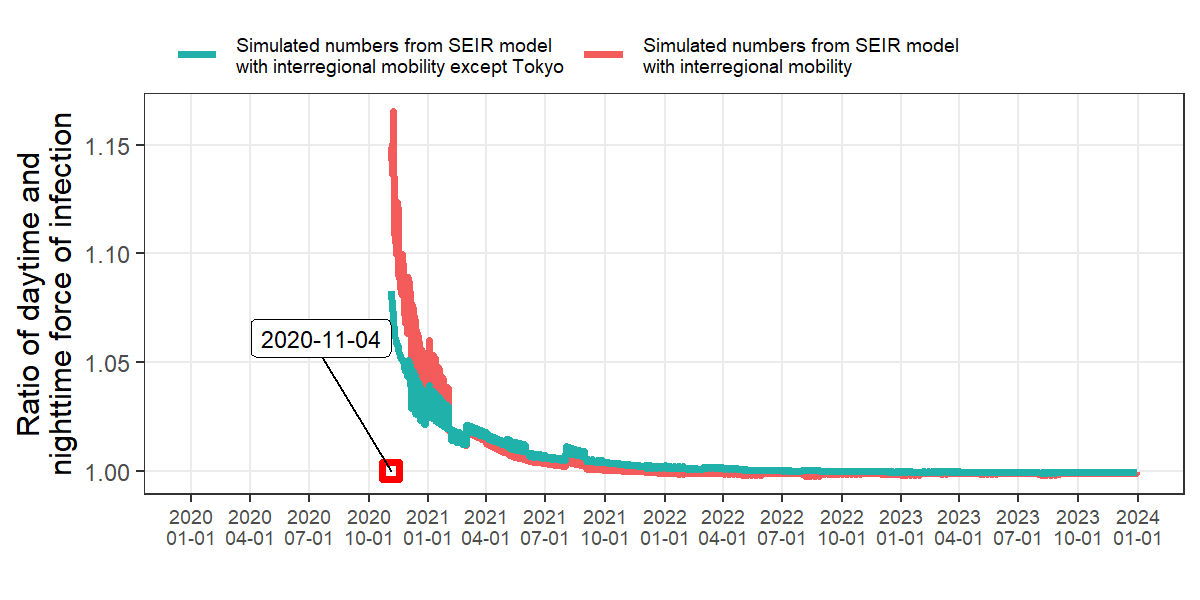 Simulated numbers from SEIR model
with interregional mobility except Tokyo
Simulated numbers from SEIR model
with interregional mobility
Ratio of daytime and
nighttime force of infection
1.15
1.10
1.05
1.00
2020-11-04
2020 2020 2020 2020 2021 2021 2021 2021 2022 2022 2022 2022 2023 2023 2023 2023 2024
01-01 04-01 07-01 10-01 01-01 04-01 07-01 10-01 01-01 04-01 07-01 10-01 01-01 04-01 07-01 10-01 01-01